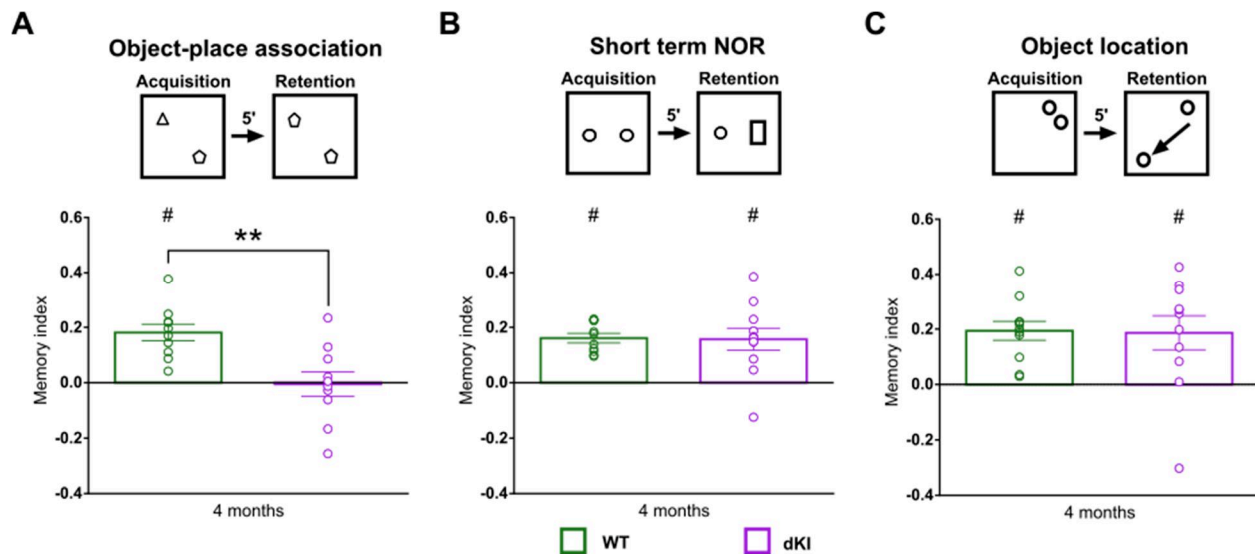 A
Object-place association
Acquisition
Retention
5'
#
**
Memory index
0.6
0.4
0.2
0.0
-0.2
-0.4
4 months
B
Short term NOR
Acquisition
Retention
5'
#
#
Memory index
0.6
0.4
0.2
0.0
-0.2
-0.4
4 months
C
Object location
Acquisition
Retention
5'
#
#
Memory index
0.6
0.4
0.2
0.0
-0.2
-0.4
4 months
WT
dKI